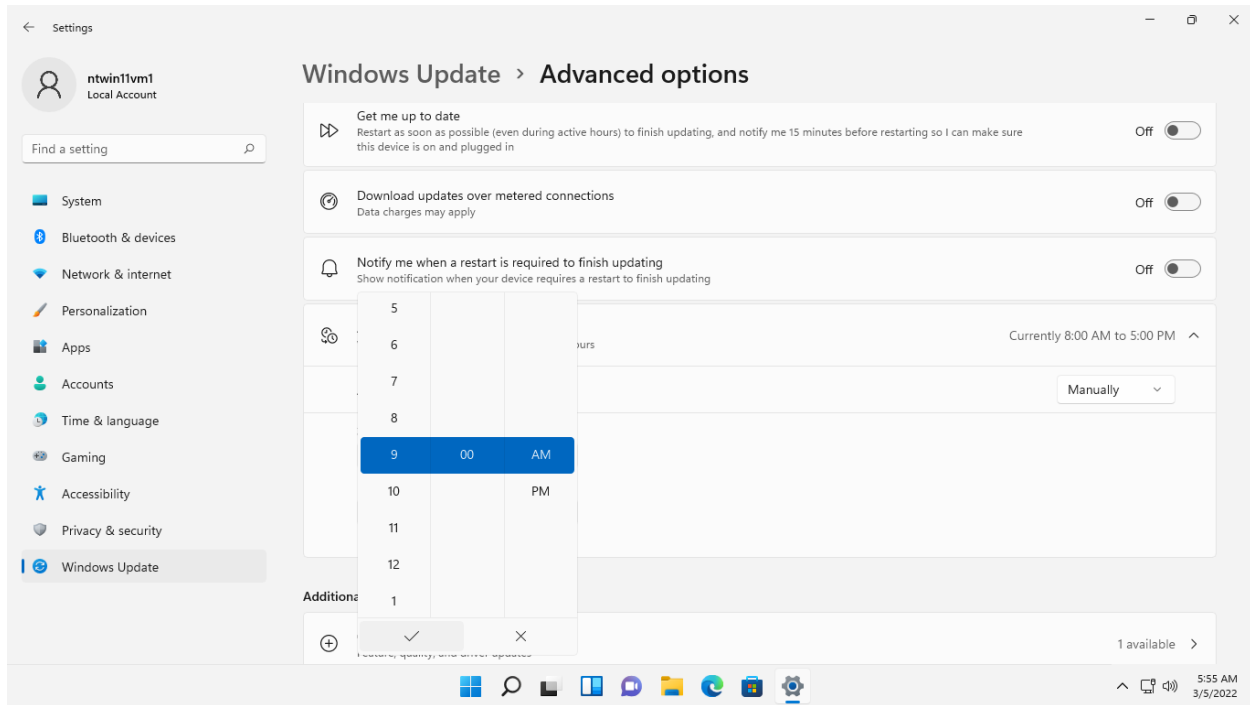 Settings
ntwin11vm1
Local Account
Find a setting
System
Bluetooth & devices
Network & internet
Personalization
Apps
Accounts
Time & language
Gaming
Accessibility
Privacy & security
Windows Update
Windows Update > Advanced options
Get me up to date
Restart as soon as possible (even during active hours) to finish updating, and notify me 15 minutes before restarting so I can make sure
this device is on and plugged in
Off
Download updates over metered connections
Data charges may apply
Off
Notify me when a restart is required to finish updating
Show notification when your device requires a restart to finish updating
Off
Currently 8:00 AM to 5:00 PM
Manually
5
6
7
8
9 00 AM
10 PM
11
12
1
1 available
5:55 AM
3/5/2022